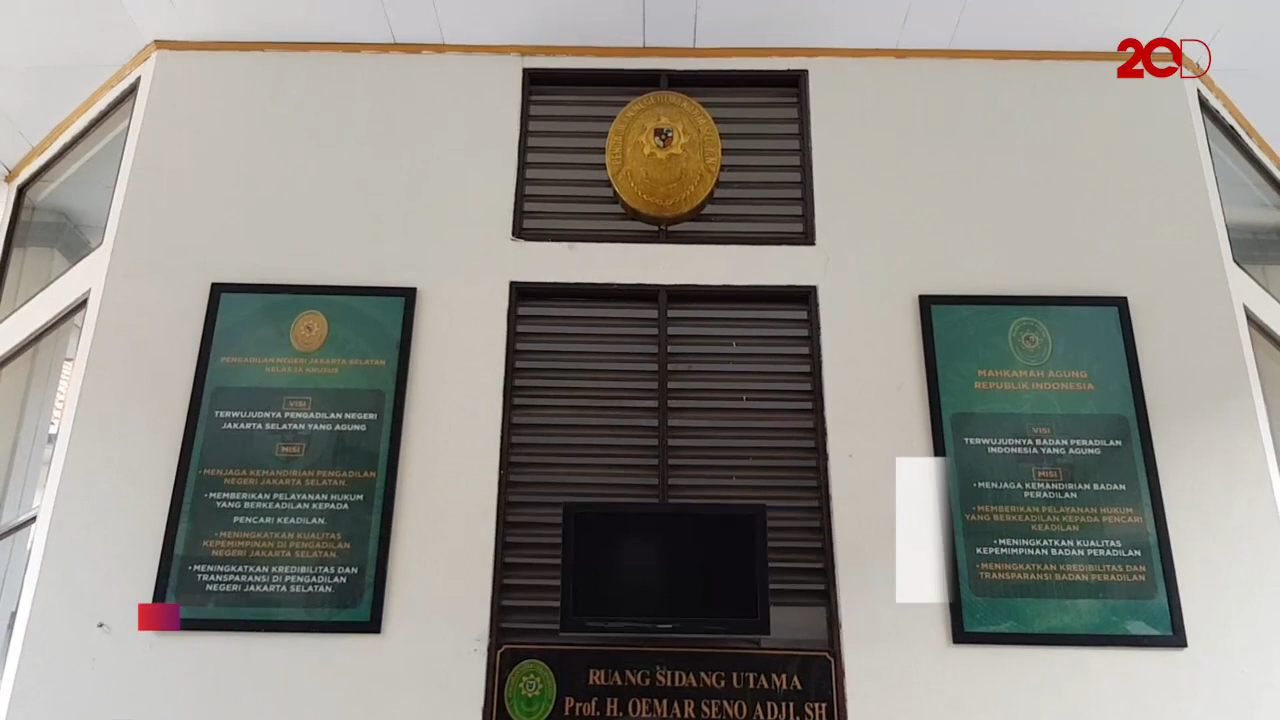 20D
PENGADILAN NEGERI JAKARTA SELATAN
KELAS IA KHUSUS
VISI
TERWUJUDNYA PENGADILAN NEGERI
JAKARTA SELATAN YANG AGUNG
MISI
• MENJAGA KEMANDIRIAN PENGADILAN
NEGERI JAKARTA SELATAN.
• MEMBERIKAN PELAYANAN HUKUM
YANG BERKEADILAN KEPADA
PENCARI KEADILAN.
• MENINGKATKAN KUALITAS
KEPEMIMPINAN DI PENGADILAN
NEGERI JAKARTA SELATAN.
• MENINGKATKAN KREDIBILITAS DAN
TRANSPARANSI DI PENGADILAN
NEGERI JAKARTA SELATAN.
MAHKAMAH AGUNG
REPUBLIK INDONESIA
VISI
TERWUJUDNYA BADAN PERADILAN
INDONESIA YANG AGUNG
MISI
• MENJAGA KEMANDIRIAN BADAN
PERADILAN
• MEMBERIKAN PELAYANAN HUKUM
YANG BERKEADILAN KEPADA PENCARI
KEADILAN
• MENINGKATKAN KUALITAS
KEPEMIMPINAN BADAN PERADILAN
• MENINGKATKAN KREDIBILITAS DAN
TRANSPARANSI BADAN PERADILAN
RUANG SIDANG UTAMA
Prof. H. OEMAR SENO ADJI, SH